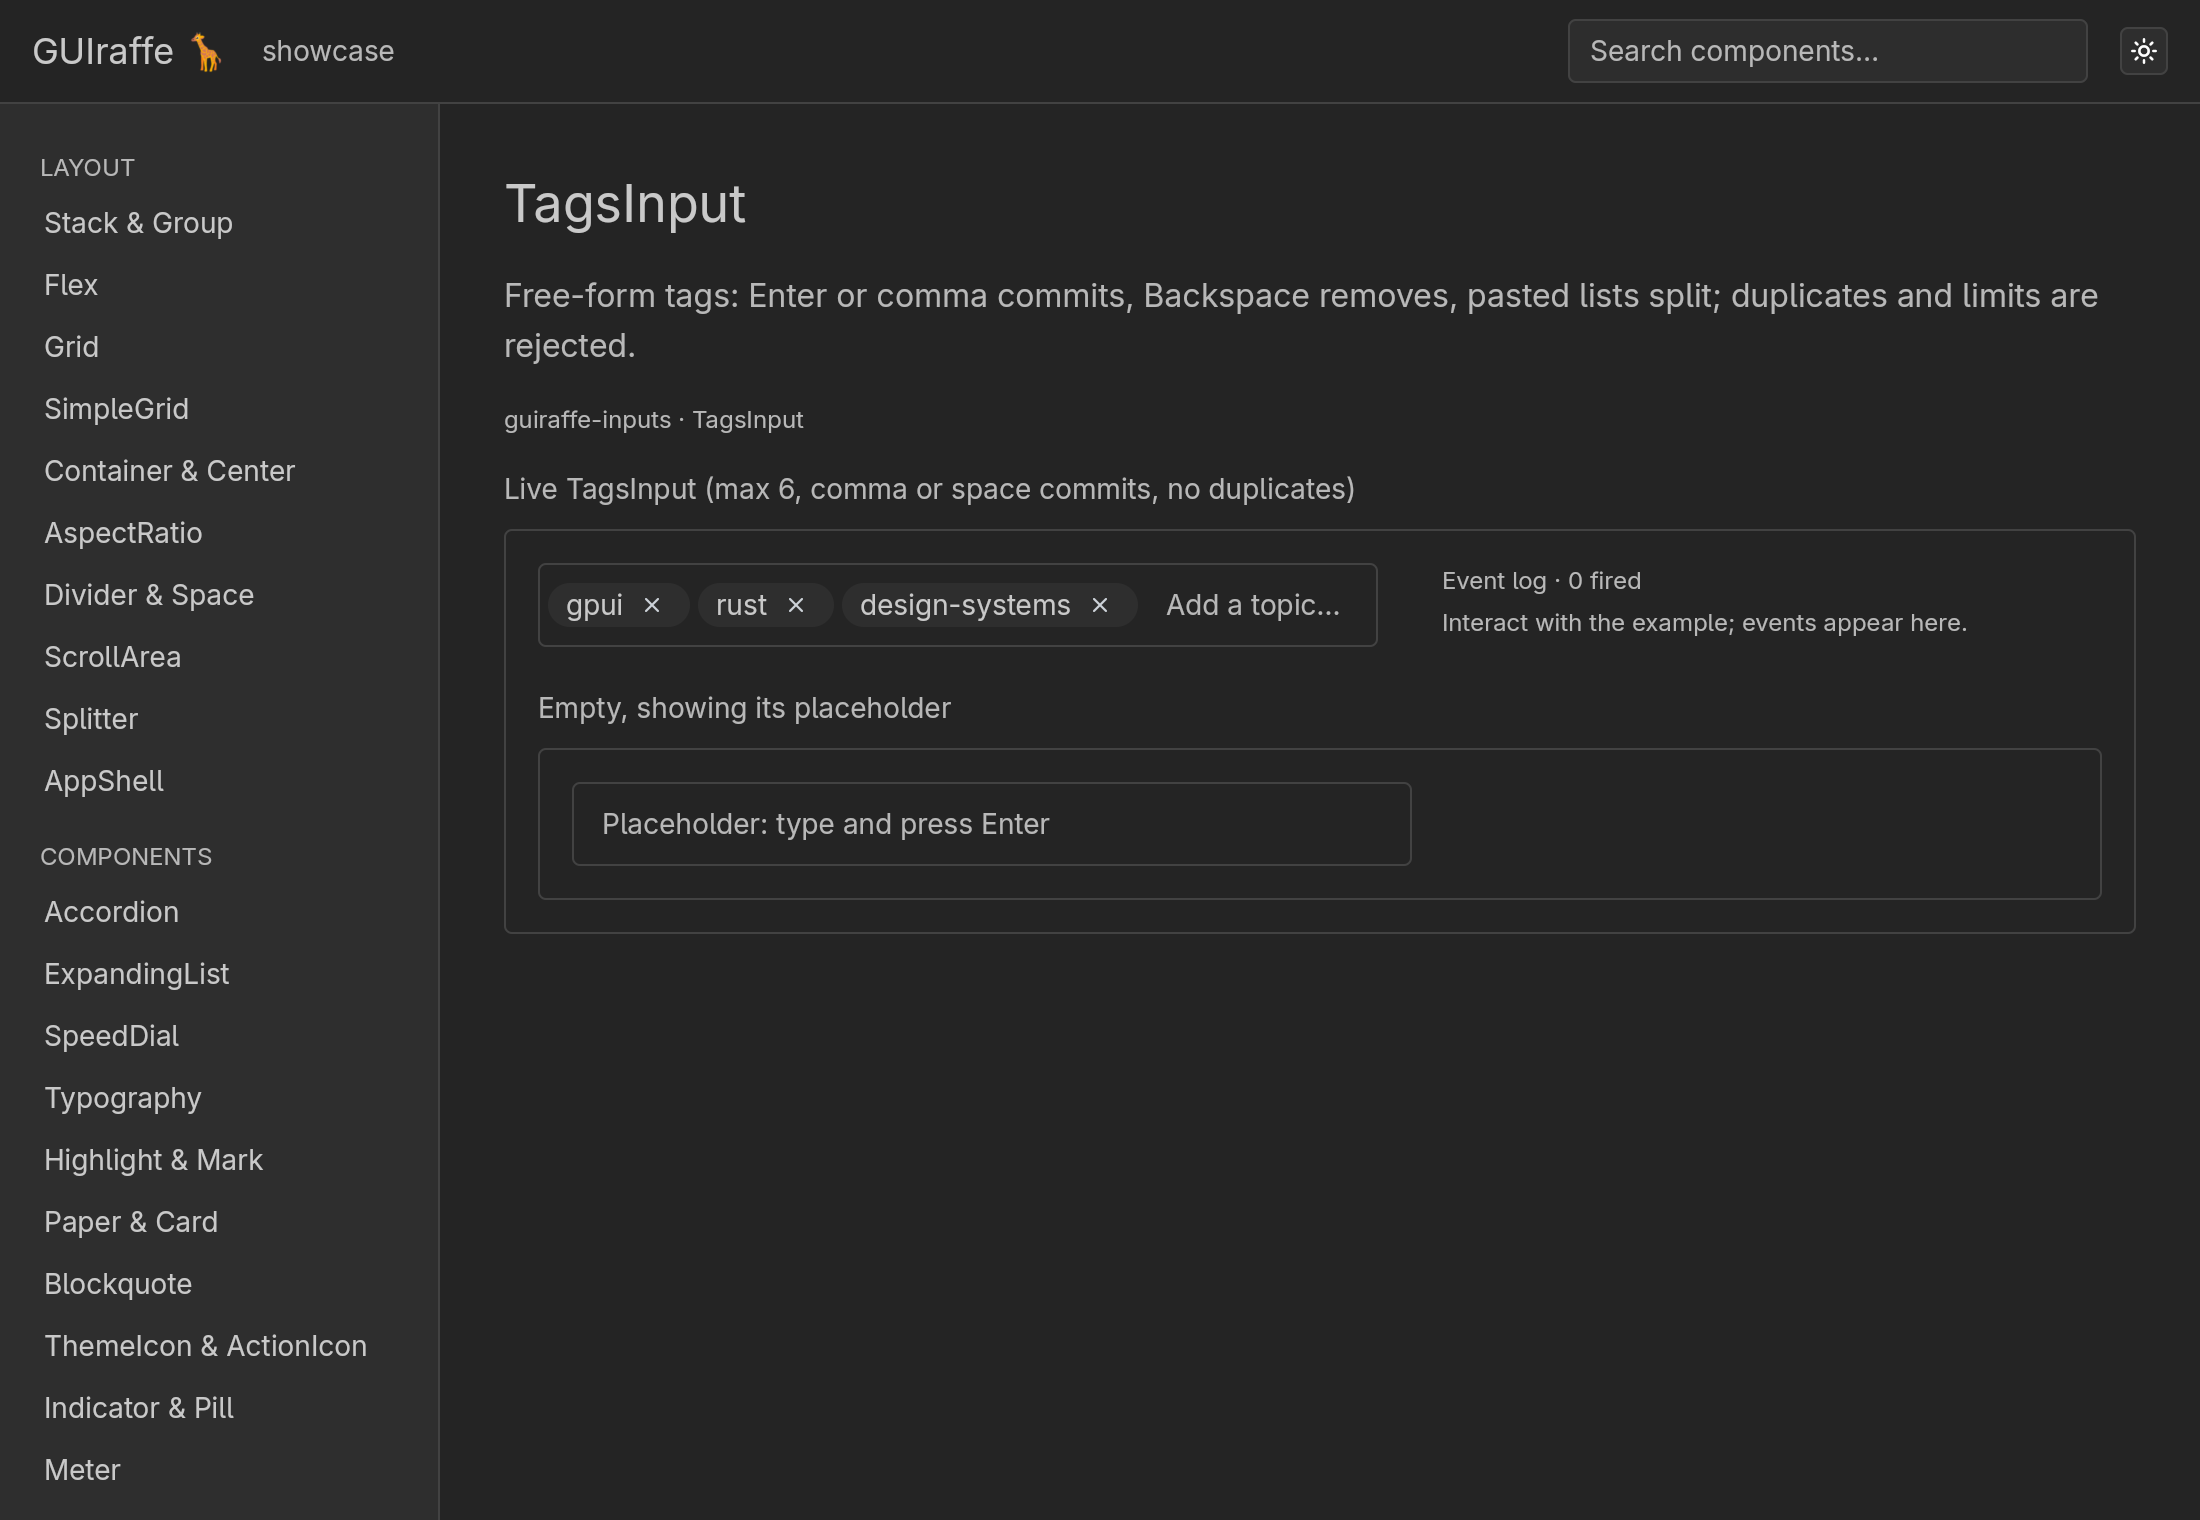 GUIraffe 🦒 showcase
Search components...
LAYOUT
Stack & Group
Flex
Grid
SimpleGrid
Container & Center
AspectRatio
Divider & Space
ScrollArea
Splitter
AppShell
COMPONENTS
Accordion
ExpandingList
SpeedDial
Typography
Highlight & Mark
Paper & Card
Blockquote
ThemeIcon & ActionIcon
Indicator & Pill
Meter
TagsInput
Free-form tags: Enter or comma commits, Backspace removes, pasted lists split; duplicates and limits are
rejected.
guiraffe-inputs · TagsInput
Live TagsInput (max 6, comma or space commits, no duplicates)
gpui × rust × design-systems × Add a topic...
Event log · 0 fired
Interact with the example; events appear here.
Empty, showing its placeholder
Placeholder: type and press Enter